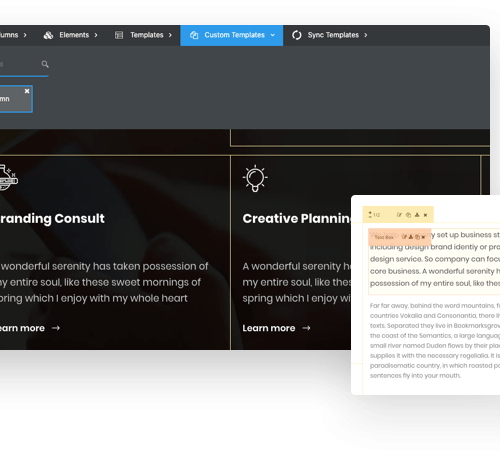 lumns
Elements
Templates
Custom Templates
Sync Templates
mn
randing Consult
wonderful serenity has taken possession of
y entire soul, like these sweet mornings of
pring which I enjoy with my whole heart
earn more →
Creative Planning
A wonderful serenity h
my entire soul, like the
spring which I enjoy wi
Learn more →
1/2
Text Box
y set up business st
including design brand identiy or pro
design service. So company can focu
core business. A wonderful serenity h
possession of my entire soul, like thes
Far far away, behind the word mountains, f
countries Vokalia and Consonantia, there li
texts. Separated they live in Bookmarksgrov
the coast of the Semantics, a large languag
small river named Duden flows by their plac
supplies it with the necessary regelialia. It is
paradisematic country, in which roasted pa
sentences fly into your mouth.